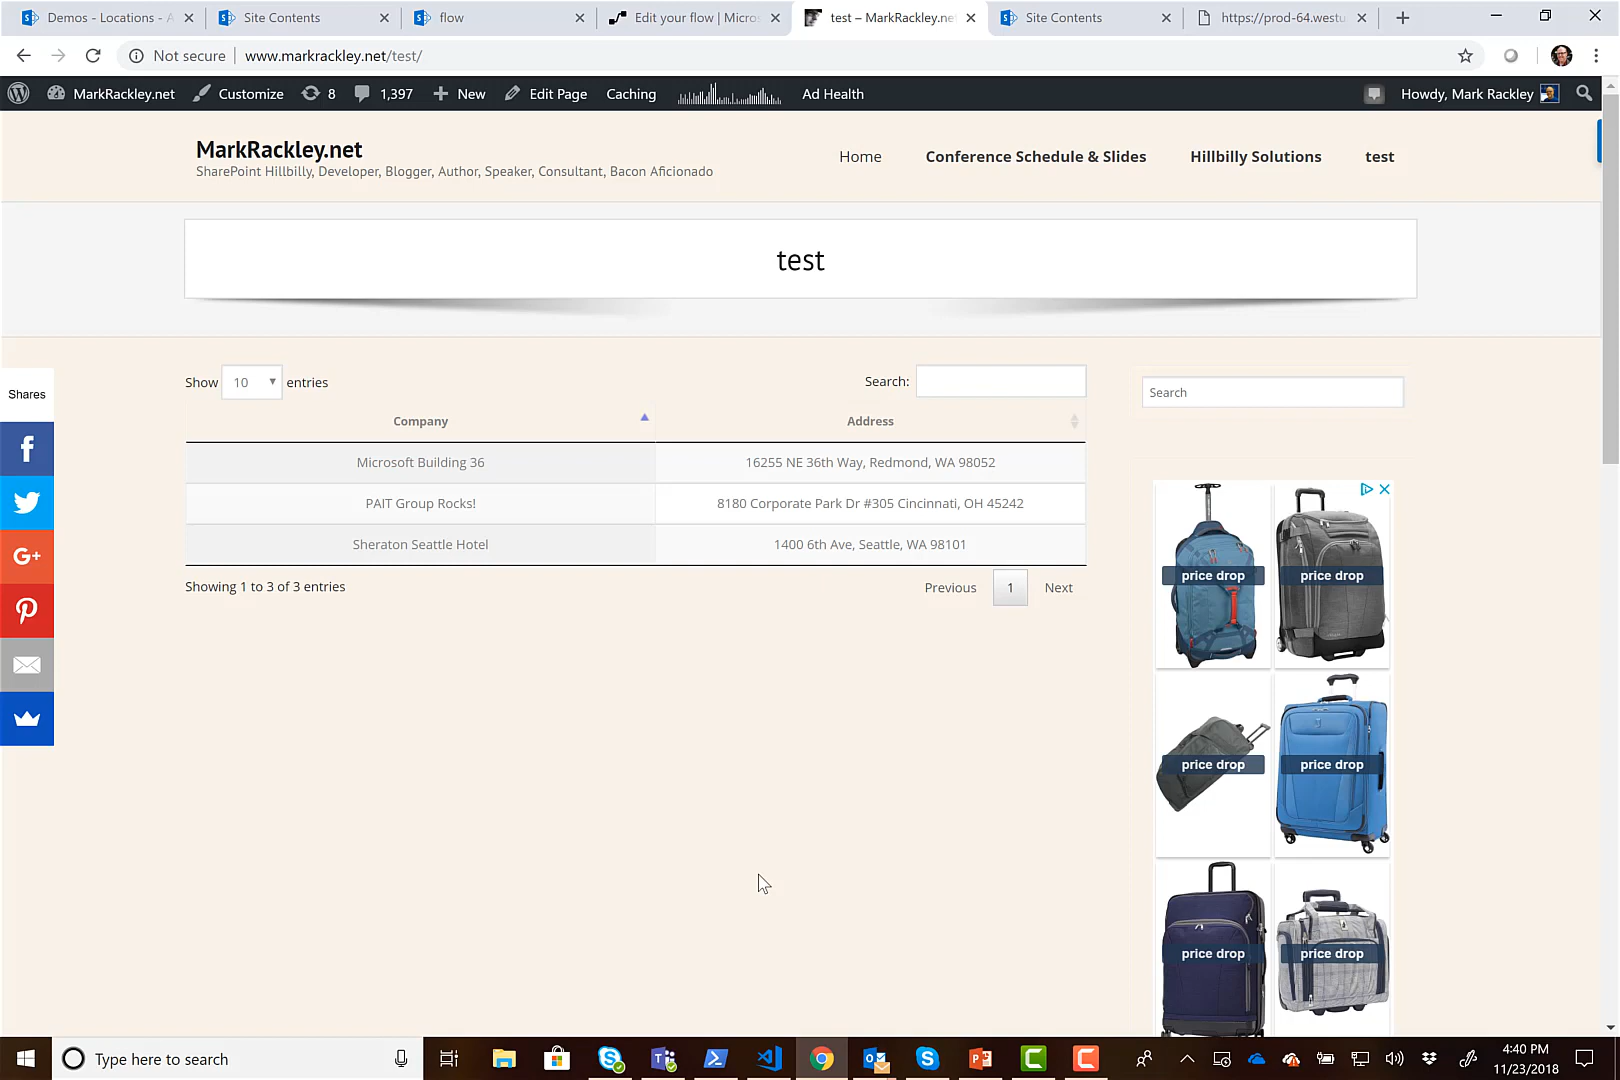 Demos - Locations - A
Site Contents
flow
Edit your flow | Micros
test – MarkRackley.ne
Site Contents
https://prod-64.westu
Not secure
www.markrackley.net/test/
MarkRackley.net
Customize
8
1,397
New
Edit Page
Caching
Ad Health
Howdy, Mark Rackley
MarkRackley.net
SharePoint Hillbilly, Developer, Blogger, Author, Speaker, Consultant, Bacon Aficionado
Home
Conference Schedule & Slides
Hillbilly Solutions
test
test
Shares
Show 10 entries
Search:
Search
Company
Address
Microsoft Building 36
16255 NE 36th Way, Redmond, WA 98052
PAIT Group Rocks!
8180 Corporate Park Dr #305 Cincinnati, OH 45242
Sheraton Seattle Hotel
1400 6th Ave, Seattle, WA 98101
Showing 1 to 3 of 3 entries
Previous
1
Next
price drop
price drop
price drop
price drop
price drop
price drop
Type here to search
4:40 PM
11/23/2018